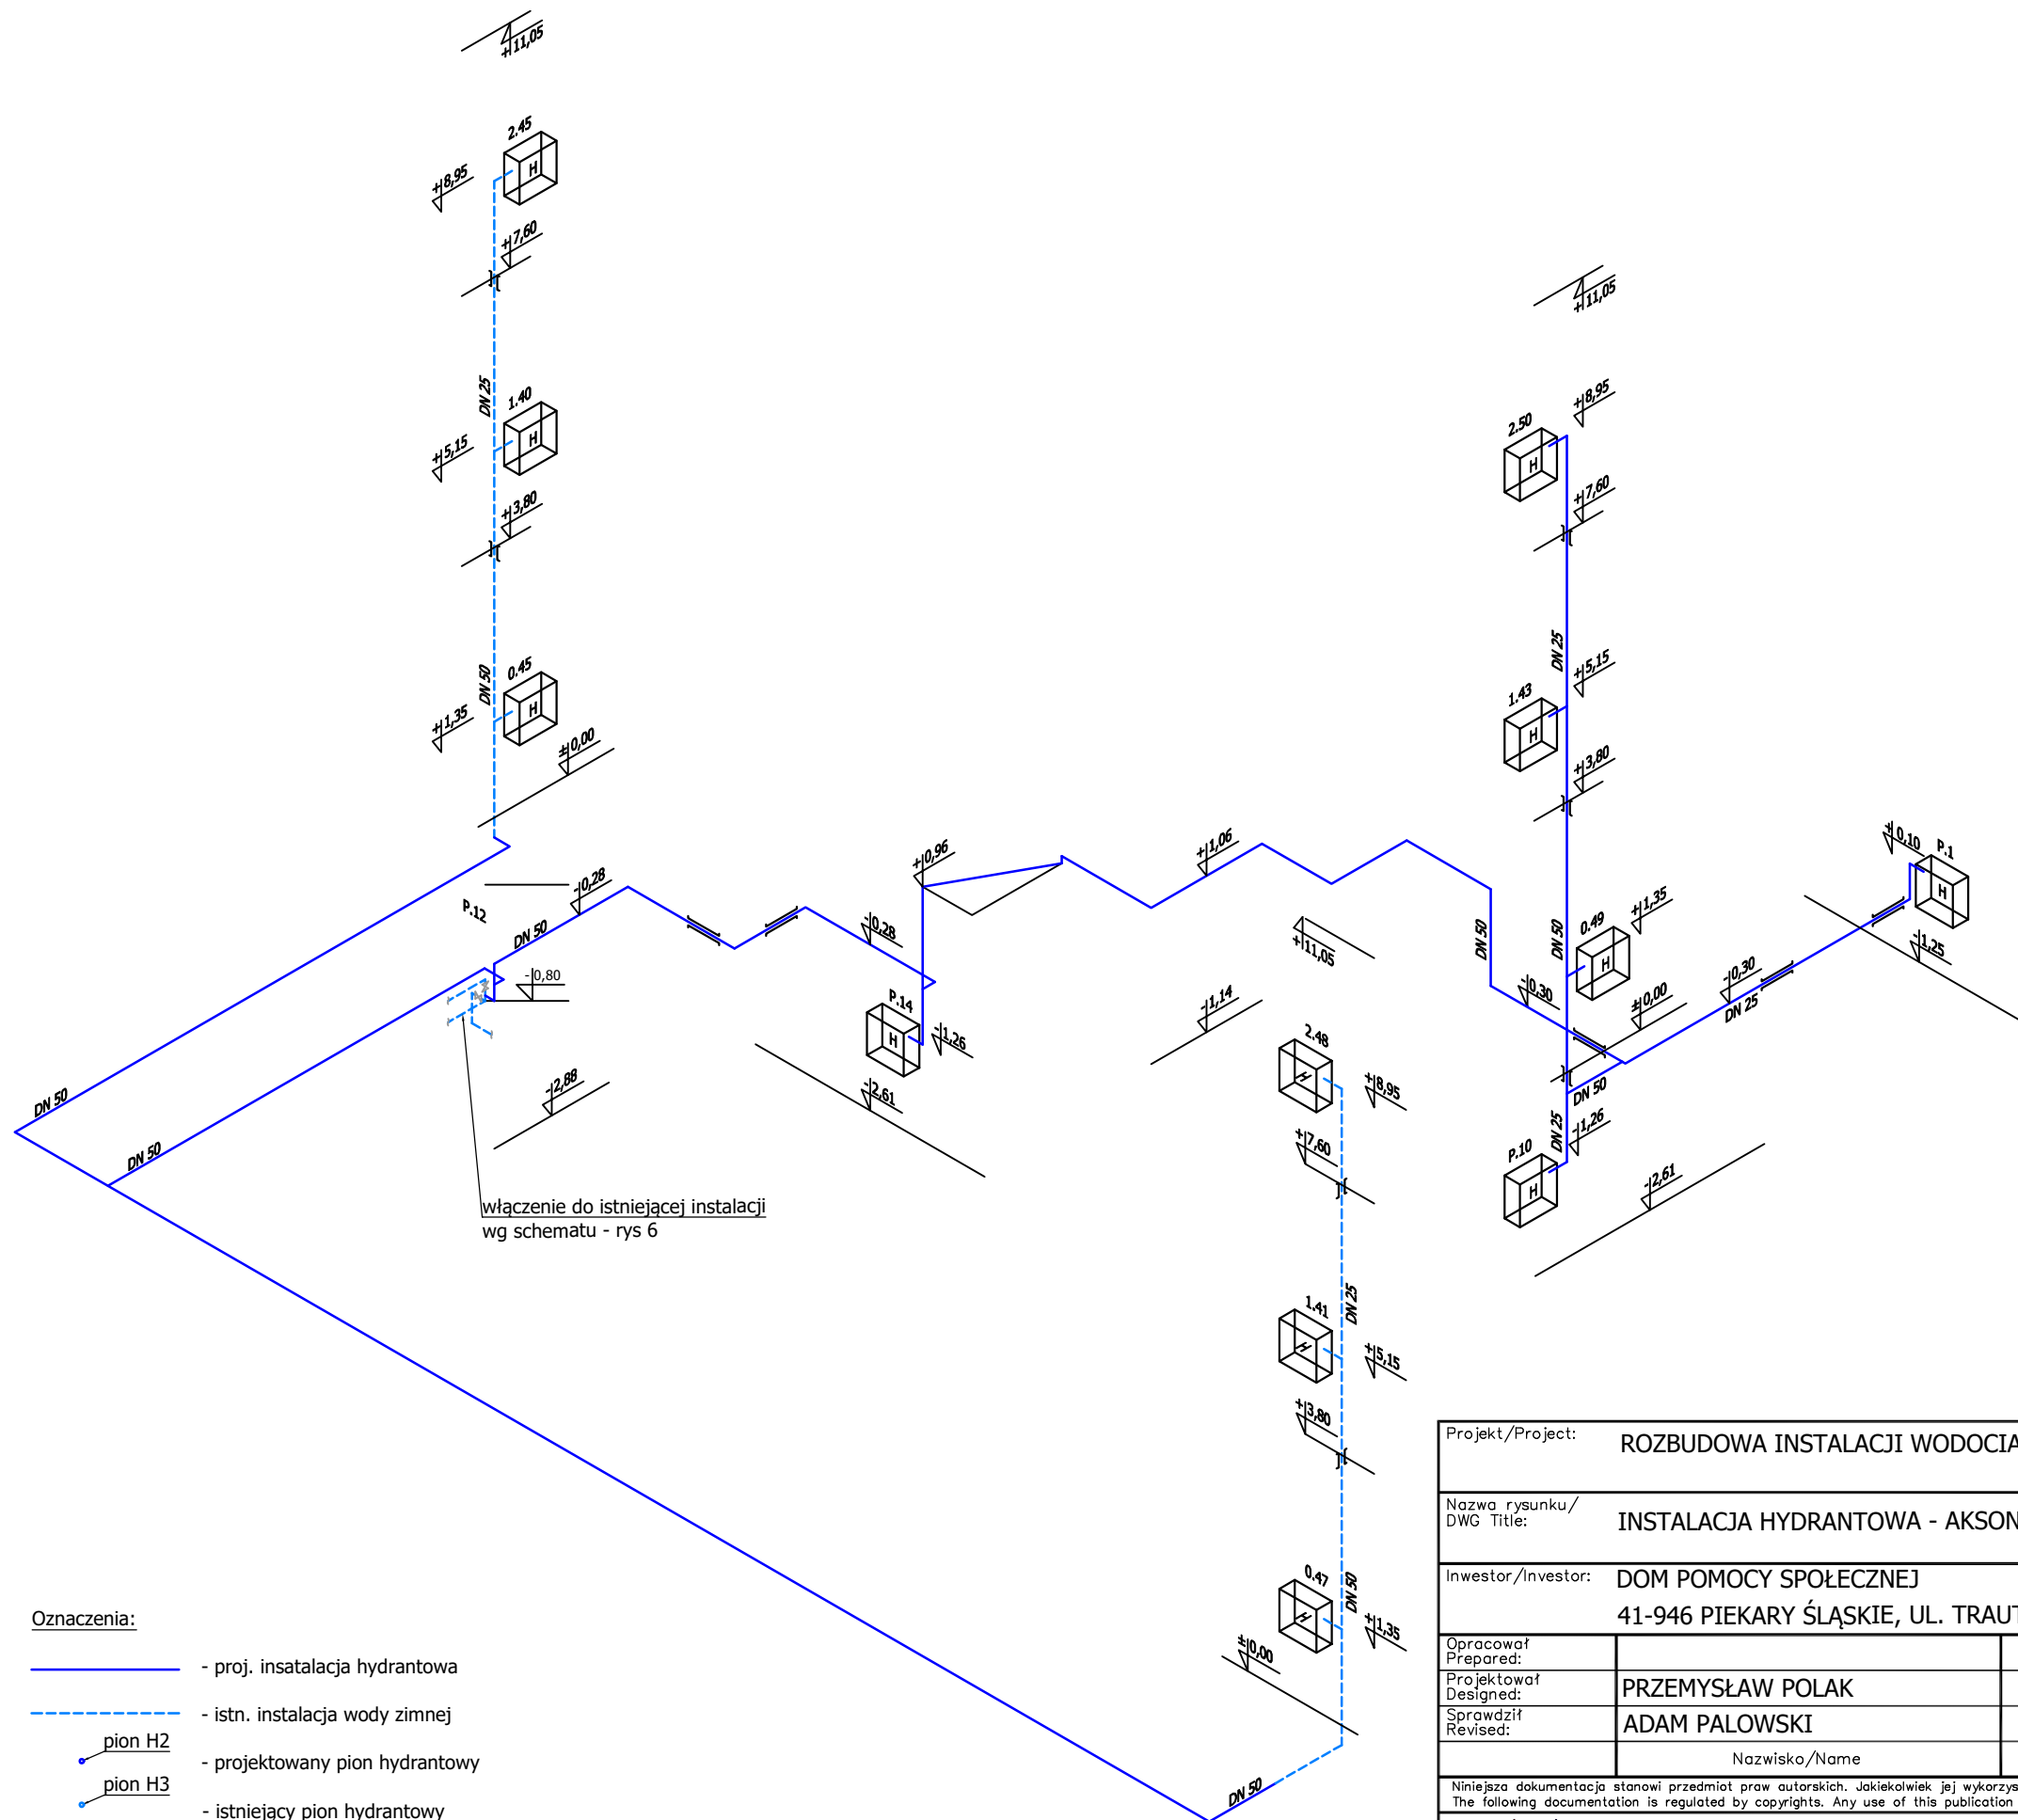 +11,05
2.45
+8,95
+7,60
DN 25
1.40
+5,15
+3,80
DN 50
0.45
+1,35
±0,00
+11,05
2.50
+8,95
+7,60
DN 25
1.43
+5,15
+3,80
DN 50
0.49
+1,35
±0,00
-0,28
P.12
DN 50
-0,80
-0,28
+0,96
P.14
-1,26
-2,61
-2,88
+1,06
+11,05
-1,14
DN 50
-0,30
-0,30
DN 25
+0,10
P.1
-1,25
DN 50
DN 25
P.10
-1,26
-2,61
DN 50
DN 50
włączenie do istniejącej instalacji
wg schematu - rys 6
2.48
+8,95
+7,60
DN 25
1.41
+5,15
+3,80
DN 50
0.47
+1,35
±0,00
DN 50
H
H
H
H
H
H
H
H
H
H
H
H
Oznaczenia:
- proj. insatalacja hydrantowa
- istn. instalacja wody zimnej
pion H2
- projektowany pion hydrantowy
pion H3
- istniejący pion hydrantowy
Projekt/Project: ROZBUDOWA INSTALACJI WODOCIA
Nazwa rysunku/
DWG Title: INSTALACJA HYDRANTOWA - AKSON
Inwestor/Investor: DOM POMOCY SPOŁECZNEJ
41-946 PIEKARY ŚLĄSKIE, UL. TRAUT
Opracował
Prepared:
Projektował
Designed: PRZEMYSŁAW POLAK
Sprawdził
Revised: ADAM PALOWSKI
Nazwisko/Name
Niniejsza dokumentacja stanowi przedmiot praw autorskich. Jakiekolwiek jej wykorzys
The following documentation is regulated by copyrights. Any use of this publication